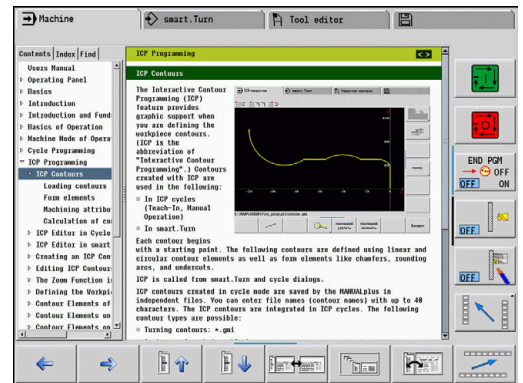 Machine
smart.Turn
Tool editor
Contents Index Find
Users Manual
Operating Panel
Basics
Introduction
Introduction and Fund
Basics of Operation
Machine Mode of Opera
Cycle Programming
ICP Programming
ICP Contours
Loading contours
Form elements
Machining attribu
Calculation of co
ICP Editor in Cycle
ICP Editor in smart
Creating an ICP Con
Editing ICP Contour
The Zoom Function i
Defining the Workpi
Contour Elements of
Contour Elements on
Contour Elements on
ICP Programming
ICP Contours
The Interactive Contour
Programming (ICP)
feature provides
graphic support when
you are defining the
workpiece contours.
(ICP is the
abbreviation of
"Interactive Contour
Programming".) Contours
created with ICP are
used in the following:
In ICP cycles
(Teach-In, Manual
Operation)
In smart.Turn
Each contour begins
with a starting point. The following contours are defined using linear and
circular contour elements as well as form elements like chamfers, rounding
arcs, and undercuts.
ICP is called from smart.Turn and cycle dialogs.
ICP contours created in cycle mode are saved by the MANUALplus in
independent files. You can enter file names (contour names) with up to 40
characters. The ICP contours are integrated in ICP cycles. The following
contour types are possible:
Turning contours: *.gmi
END PGM
OFF
OFF ON
OFF
OFF